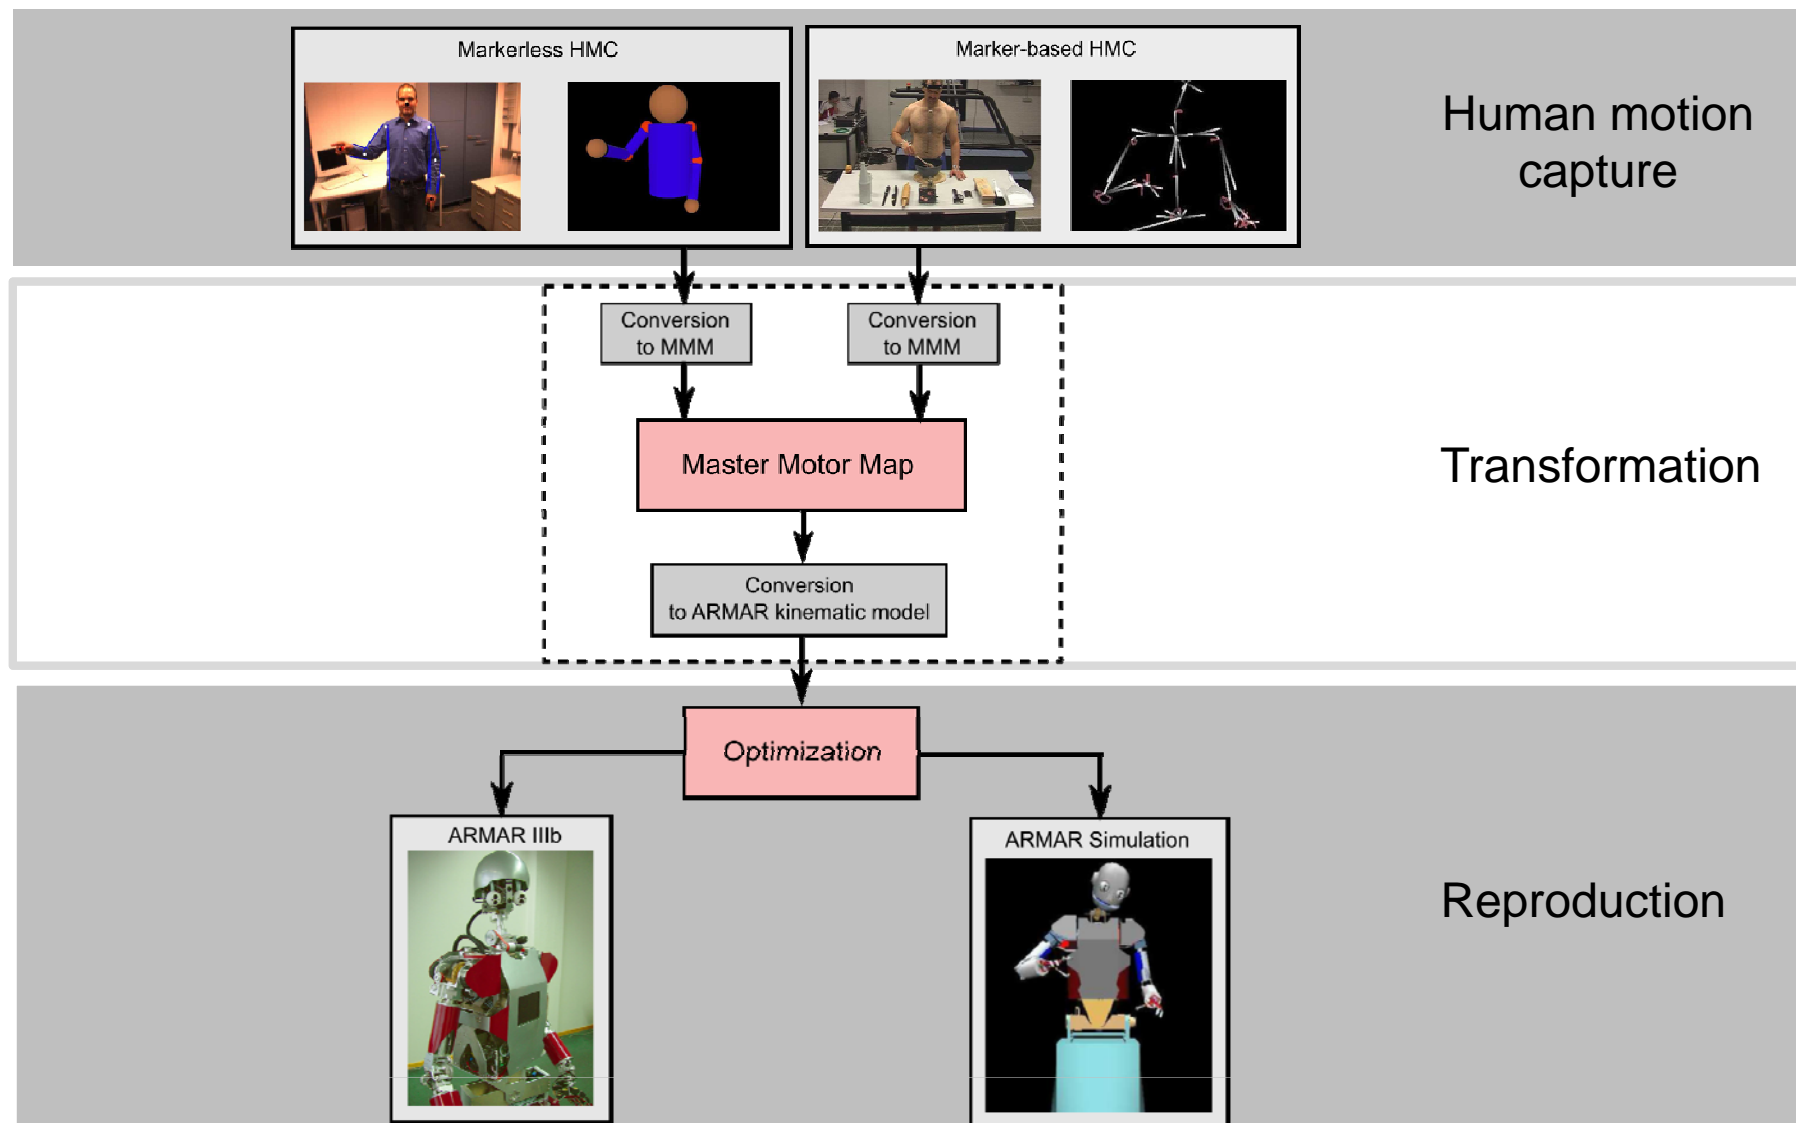 Markerless HMC
Marker-based HMC
Human motion
capture
Conversion
to MMM
Conversion
to MMM
Master Motor Map
Transformation
Conversion
to ARMAR kinematic model
Optimization
ARMAR IIIb
ARMAR Simulation
Reproduction